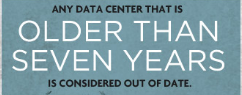 ANY DATA CENTER THAT IS
OLDER THAN
SEVEN YEARS
IS CONSIDERED OUT OF DATE.